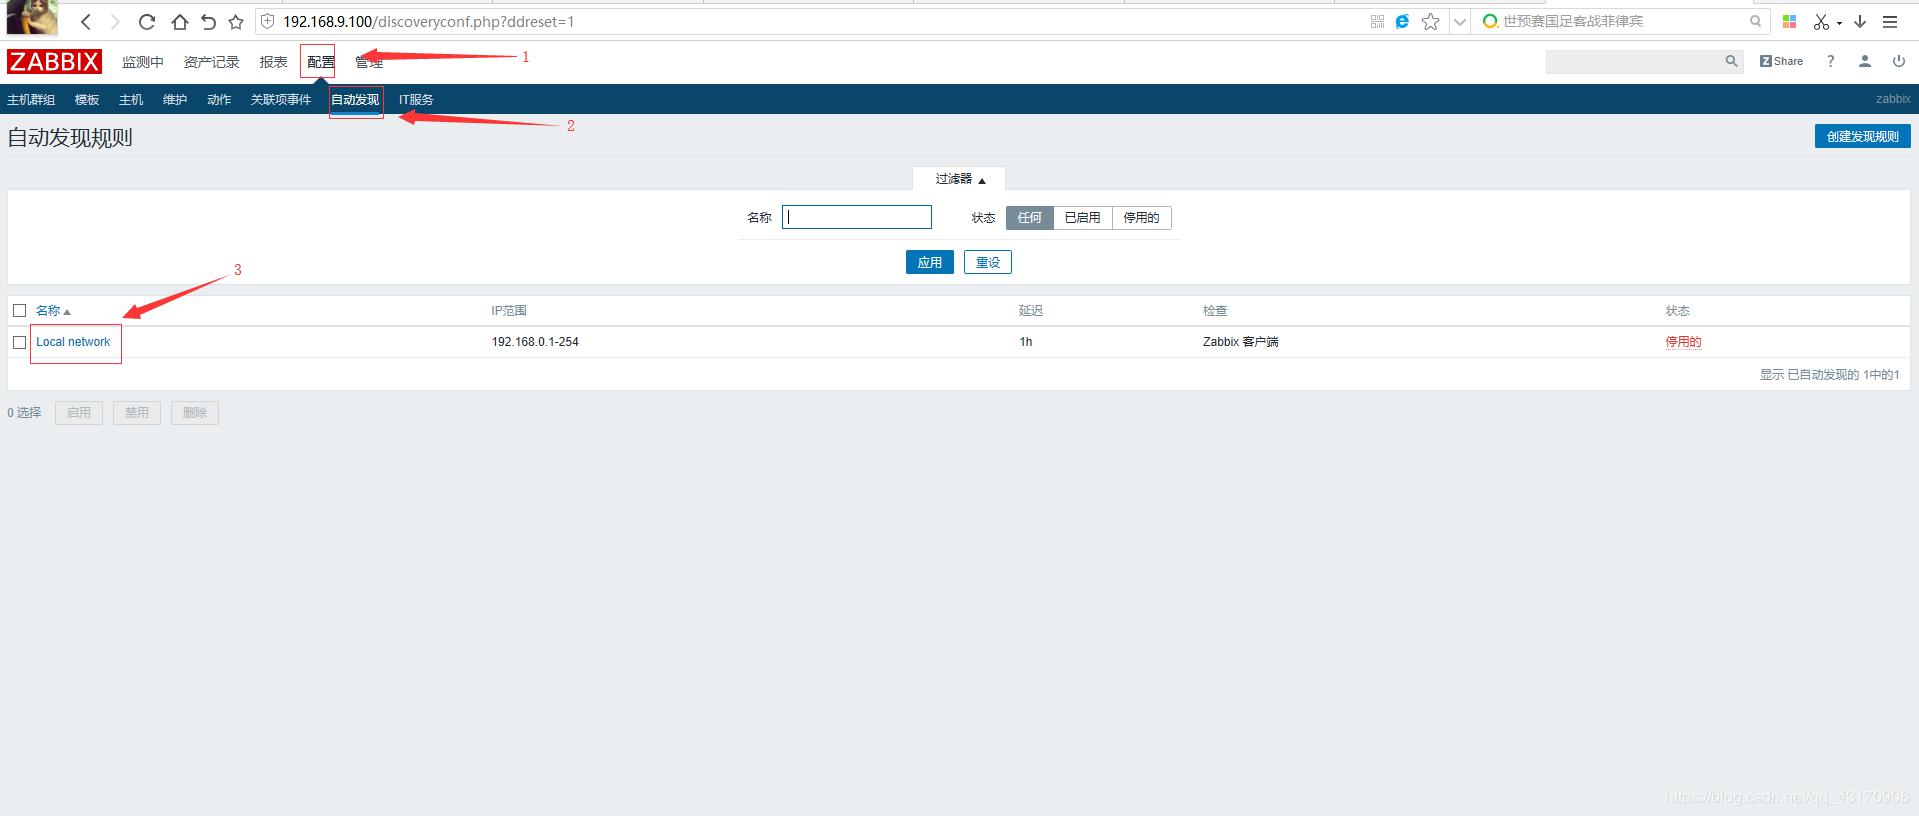 192.168.9.100/discoveryconf.php?ddreset=1
世预赛国足客战菲律宾
ZABBIX 监测中 资产记录 报表 配置 管理 1
Share ?
主机群组 模板 主机 维护 动作 关联项事件 自动发现 IT服务 zabbix
2
自动发现规则 创建发现规则
过滤器
名称 状态 任何 已启用 停用的
应用 重设
3
名称 IP范围 延迟 检查 状态
Local network 192.168.0.1-254 1h Zabbix 客户端 停用的
显示 已自动发现的 1中的1
0 选择 启用 禁用 删除
https://blog.csdn.net/qq_43170906